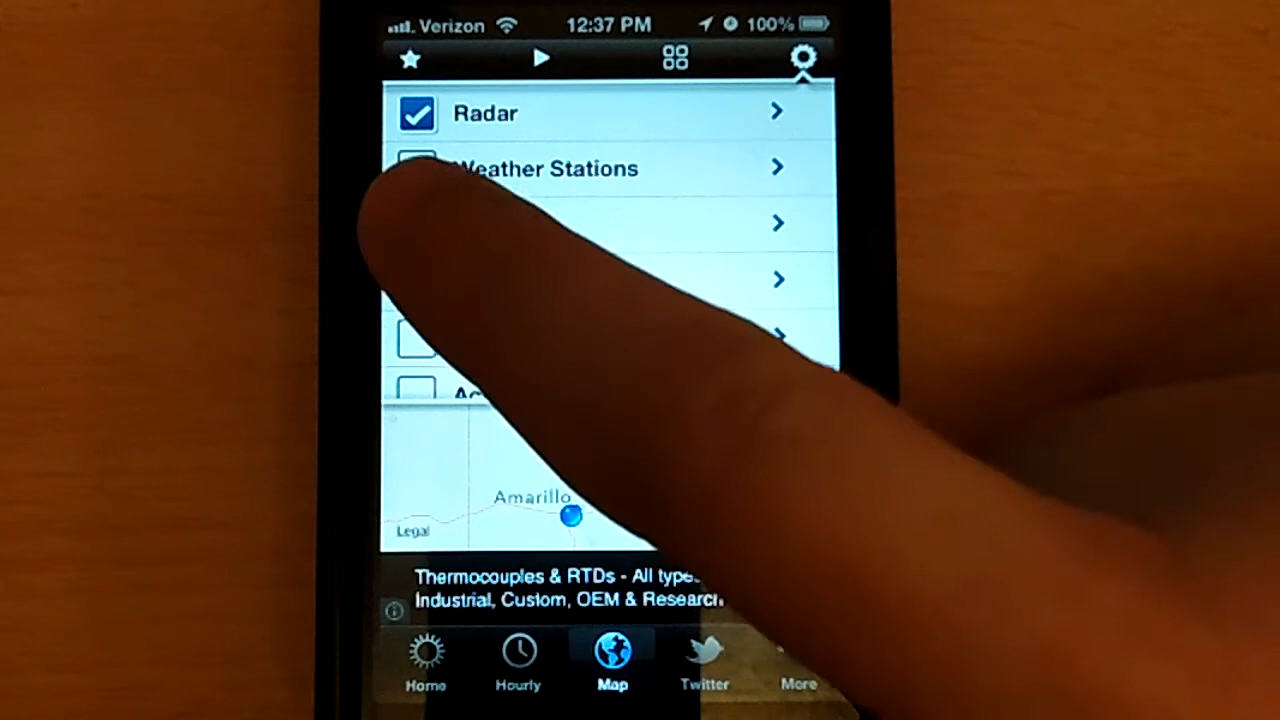 Verizon 12:37 PM 100%
Radar
Weather Stations
Amarillo
Legal
Thermocouples & RTDs - All types
Industrial, Custom, OEM & Research,
Home Hourly Map Twitter More